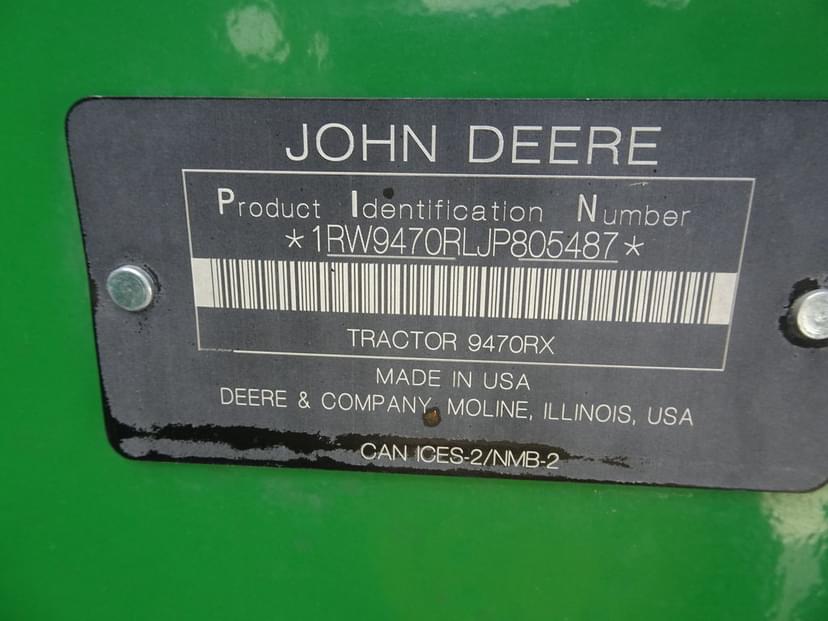 JOHN DEERE
Product Identification Number
*1RW9470RLJP805487*
TRACTOR 9470RX
MADE IN USA
DEERE & COMPANY, MOLINE, ILLINOIS, USA
CAN ICES-2/NMB-2